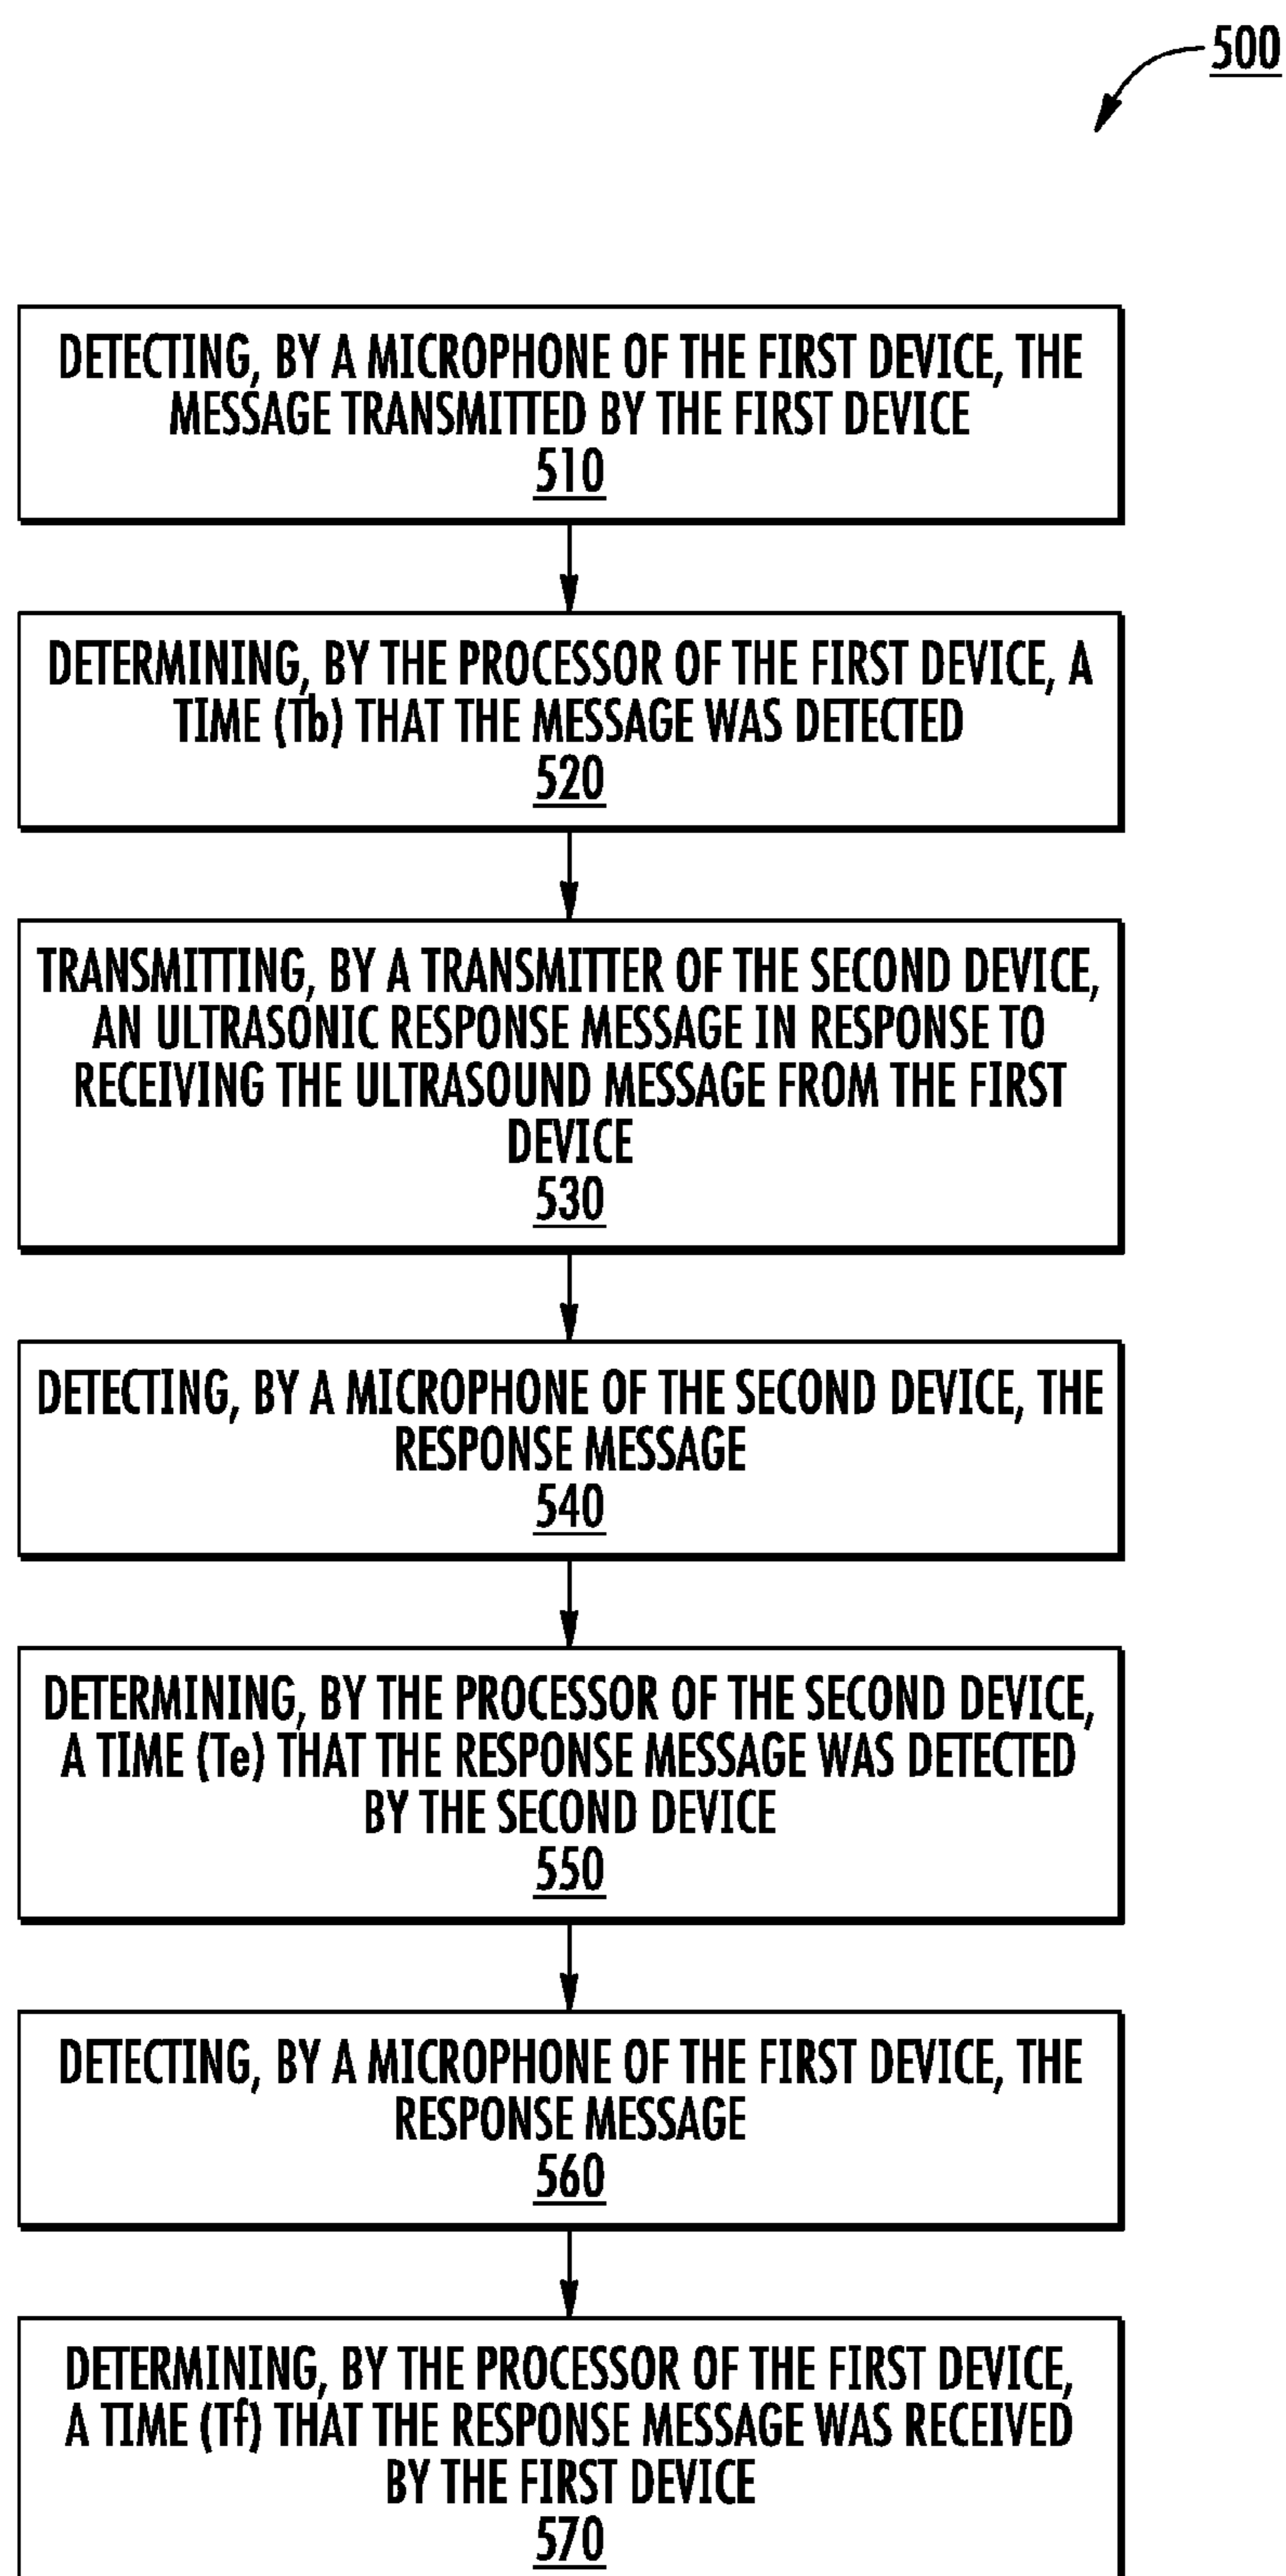 500
DETECTING, BY A MICROPHONE OF THE FIRST DEVICE, THE
MESSAGE TRANSMITTED BY THE FIRST DEVICE
510
DETERMINING, BY THE PROCESSOR OF THE FIRST DEVICE, A
TIME (Tb) THAT THE MESSAGE WAS DETECTED
520
TRANSMITTING, BY A TRANSMITTER OF THE SECOND DEVICE,
AN ULTRASONIC RESPONSE MESSAGE IN RESPONSE TO
RECEIVING THE ULTRASOUND MESSAGE FROM THE FIRST
DEVICE
530
DETECTING, BY A MICROPHONE OF THE SECOND DEVICE, THE
RESPONSE MESSAGE
540
DETERMINING, BY THE PROCESSOR OF THE SECOND DEVICE,
A TIME (Te) THAT THE RESPONSE MESSAGE WAS DETECTED
BY THE SECOND DEVICE
550
DETECTING, BY A MICROPHONE OF THE FIRST DEVICE, THE
RESPONSE MESSAGE
560
DETERMINING, BY THE PROCESSOR OF THE FIRST DEVICE,
A TIME (Tf) THAT THE RESPONSE MESSAGE WAS RECEIVED
BY THE FIRST DEVICE
570